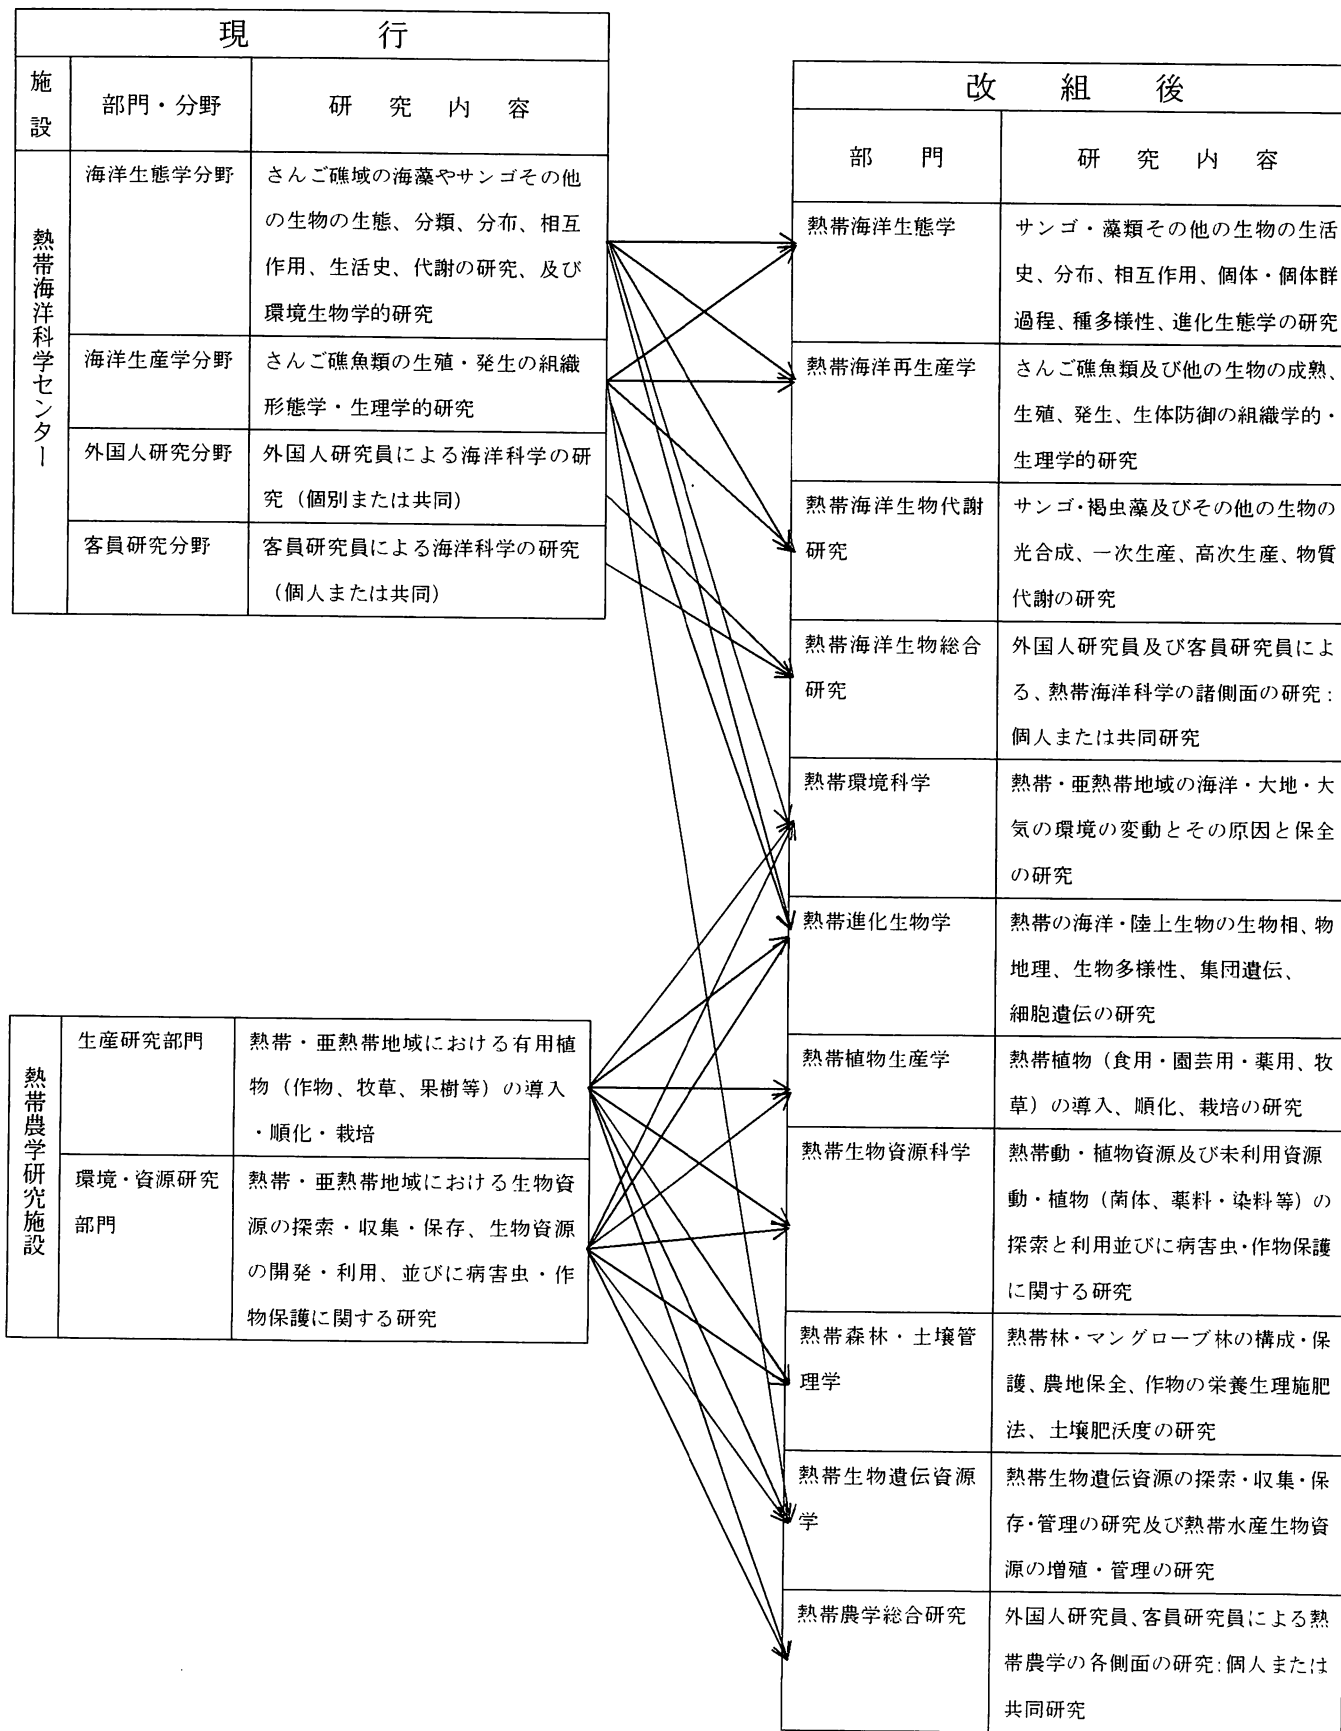 現行
施設
部門・分野
研究内容
熱帯海洋科学センター
海洋生態学分野
さんご礁域の海藻やサンゴその他
の生物の生態、分類、分布、相互
作用、生活史、代謝の研究、及び
環境生物学的研究
海洋生産学分野
さんご礁魚類の生殖・発生の組織
形態学・生理学的研究
外国人研究分野
外国人研究員による海洋科学の研
究（個別または共同）
客員研究分野
客員研究員による海洋科学の研究
（個人または共同）
熱帯農学研究施設
生産研究部門
熱帯・亜熱帯地域における有用植
物（作物、牧草、果樹等）の導入
・順化・栽培
環境・資源研究
部門
熱帯・亜熱帯地域における生物資
源の探索・収集・保存、生物資源
の開発・利用、並びに病害虫・作
物保護に関する研究
改組後
部門
研究内容
熱帯海洋生態学
サンゴ・藻類その他の生物の生活
史、分布、相互作用、個体・個体群
過程、種多様性、進化生態学の研究
熱帯海洋再生産学
さんご礁魚類及び他の生物の成熟、
生殖、発生、生体防御の組織学的・
生理学的研究
熱帯海洋生物代謝
研究
サンゴ・褐虫藻及びその他の生物の
光合成、一次生産、高次生産、物質
代謝の研究
熱帯海洋生物総合
研究
外国人研究員及び客員研究員によ
る、熱帯海洋科学の諸側面の研究：
個人または共同研究
熱帯環境科学
熱帯・亜熱帯地域の海洋・大地・大
気の環境の変動とその原因と保全
の研究
熱帯進化生物学
熱帯の海洋・陸上生物の生物相、物
地理、生物多様性、集団遺伝、
細胞遺伝の研究
熱帯植物生産学
熱帯植物（食用・園芸用・薬用、牧
草）の導入、順化、栽培の研究
熱帯生物資源科学
熱帯動・植物資源及び未利用資源
動・植物（菌体、薬料・染料等）の
探索と利用並びに病害虫・作物保護
に関する研究
熱帯森林・土壌管
理学
熱帯林・マングローブ林の構成・保
護、農地保全、作物の栄養生理施肥
法、土壌肥沃度の研究
熱帯生物遺伝資源
学
熱帯生物遺伝資源の探索・収集・保
存・管理の研究及び熱帯水産生物資
源の増殖・管理の研究
熱帯農学総合研究
外国人研究員、客員研究員による熱
帯農学の各側面の研究：個人または
共同研究